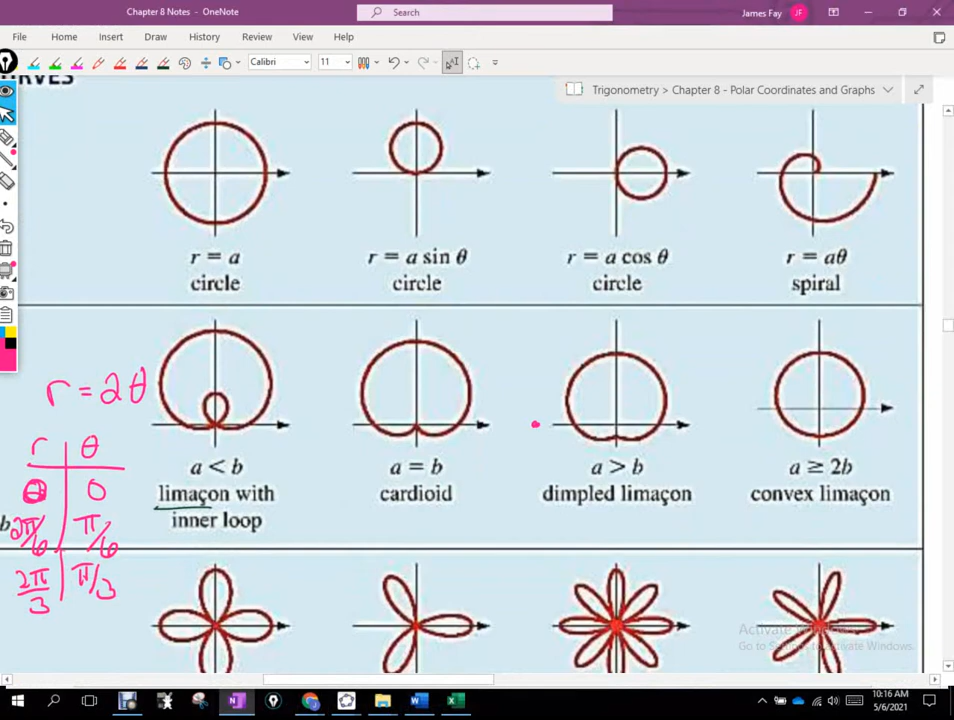 Chapter 8 Notes - OneNote
Search
James Fay
JF
File Home Insert Draw History Review View Help
Calibri 11
Trigonometry > Chapter 8 - Polar Coordinates and Graphs
r = a
circle
r = a sin θ
circle
r = a cos θ
circle
r = aθ
spiral
r = 2θ
r θ
0
2π/6 π/6
2π/3 π/3
a < b
limaçon with
inner loop
a = b
cardioid
a > b
dimpled limaçon
a ≥ 2b
convex limaçon
Activate Windows
Go to Settings to activate Windows.
10:16 AM
5/6/2021